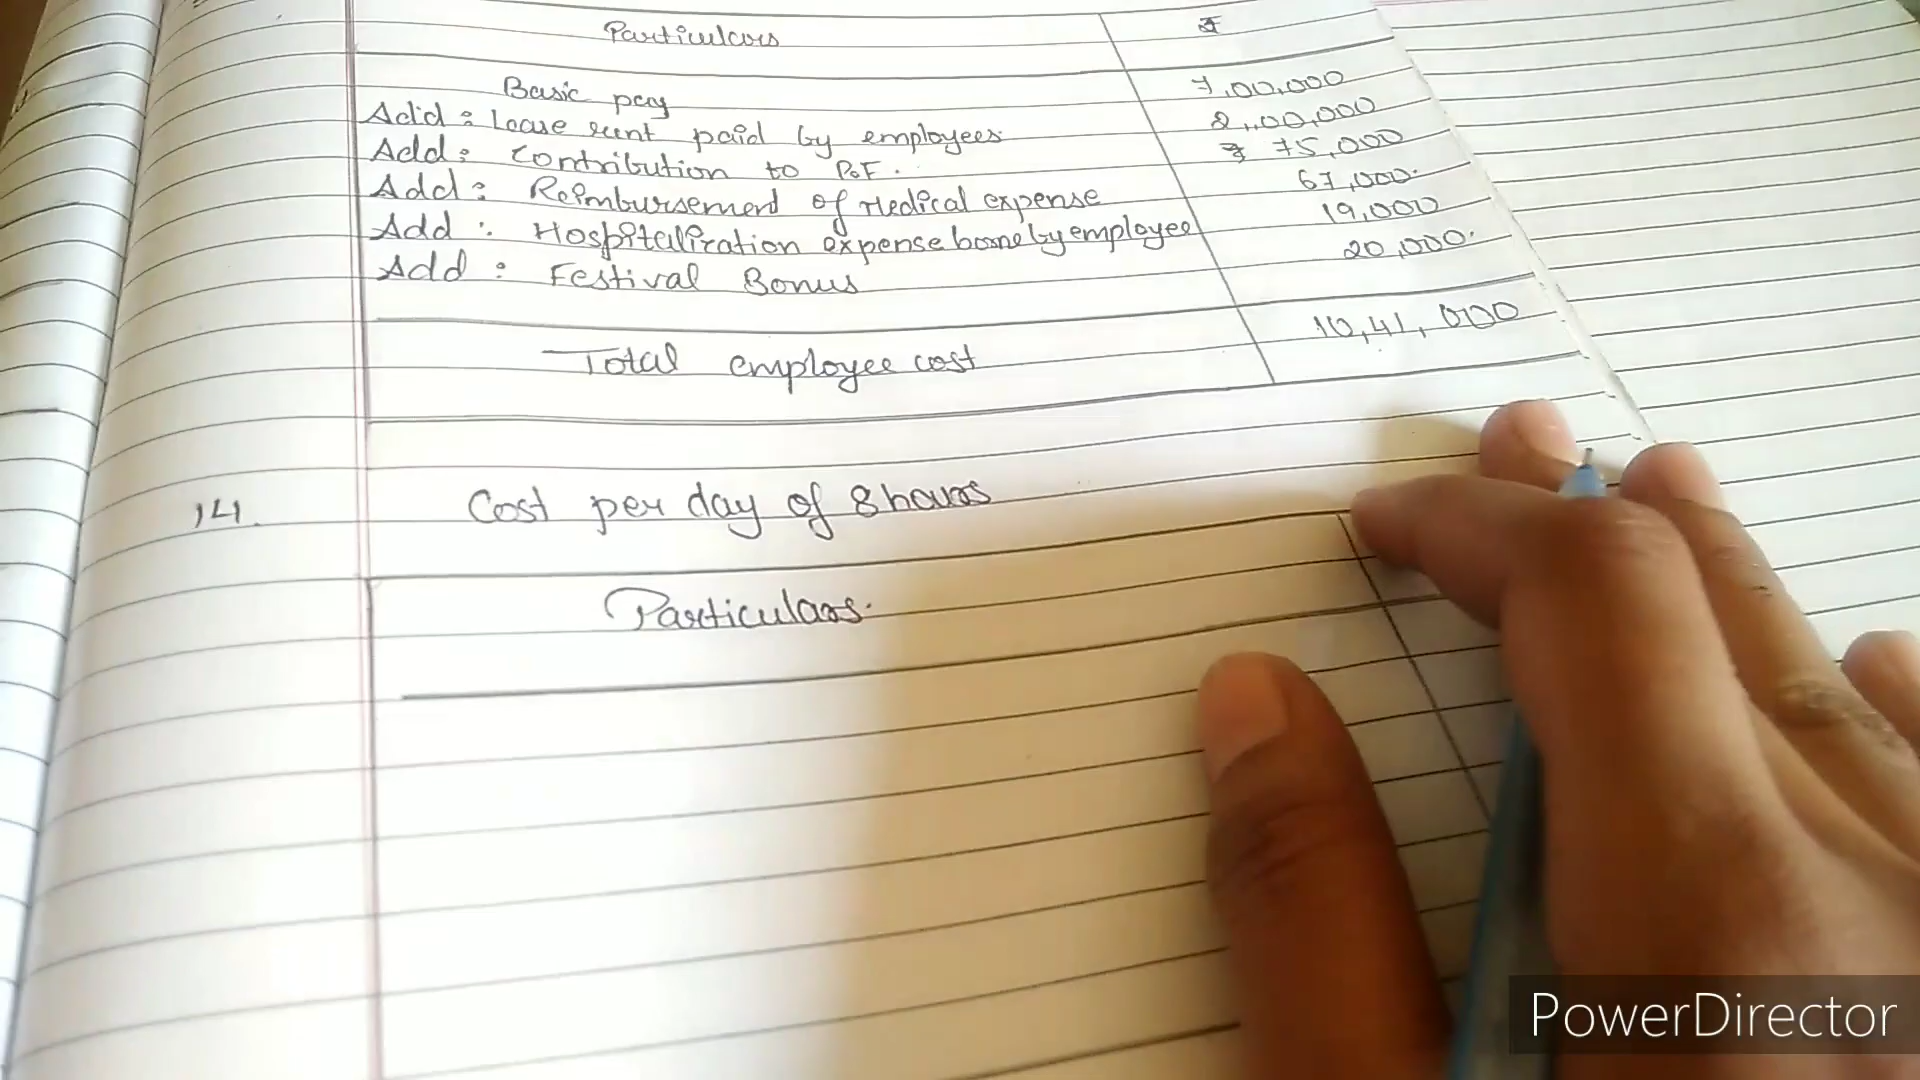 Particulars ₹
Basic pay 7,00,000
Add: Lease rent paid by employees 2,00,000
Add: Contribution to P.F. 75,000
Add: Reimbursement of Medical expense 67,000.
Add: Hospitalization expense borne by employee 19,000
Add: Festival Bonus 20,000.
Total employee cost 10,41,000
14. Cost per day of 8 hours
Particulars.
PowerDirector